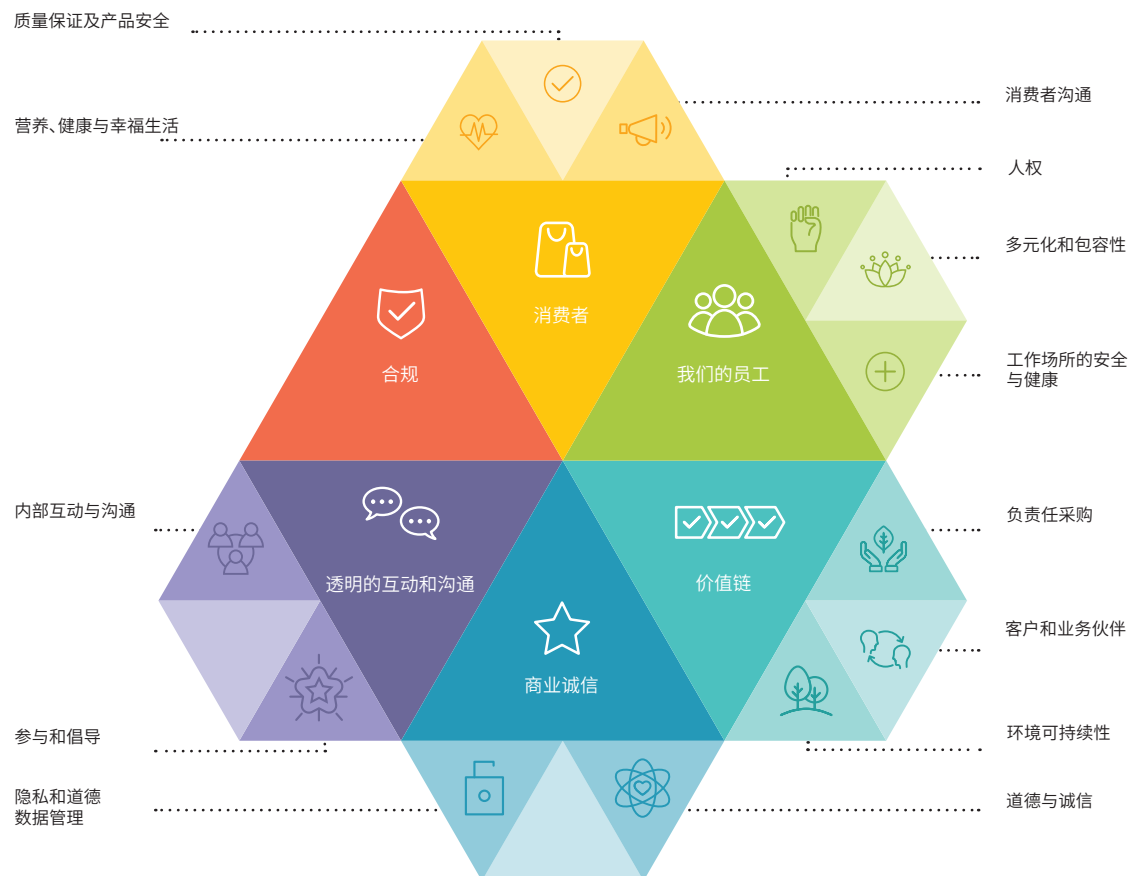 质量保证及产品安全
消费者沟通
营养、健康与幸福生活
人权
多元化和包容性
消费者
工作场所的安全
与健康
合规
我们的员工
内部互动与沟通
负责任采购
透明的互动和沟通
价值链
客户和业务伙伴
商业诚信
参与和倡导
环境可持续性
隐私和道德
数据管理
道德与诚信